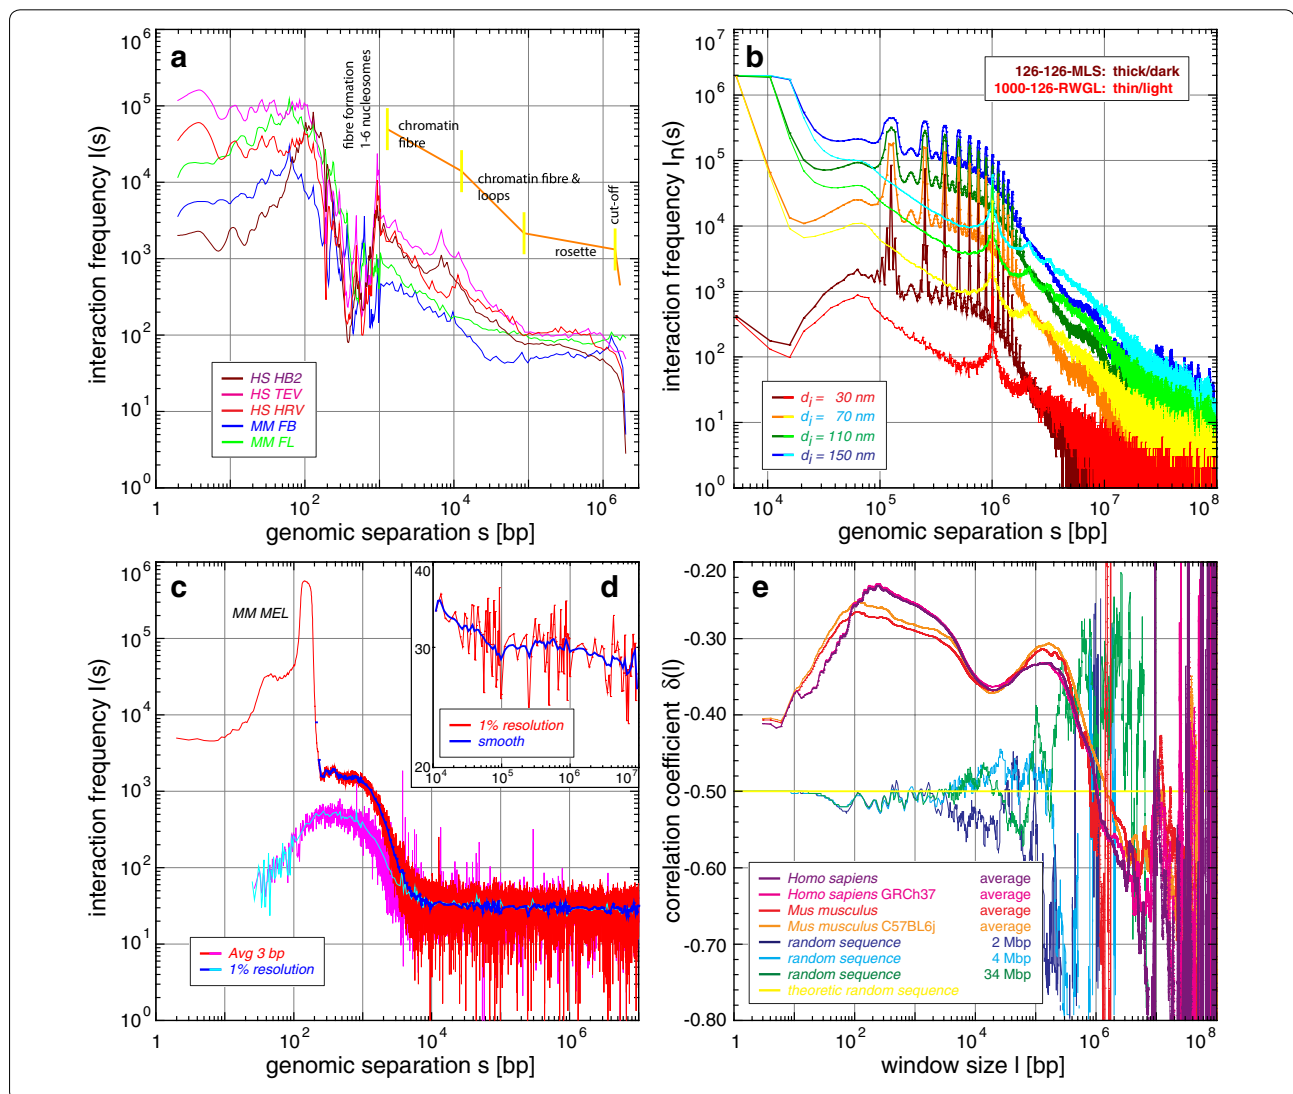 a
interaction frequency I(s)
10^6
10^5
10^4
10^3
10^2
10^1
10^0
fibre formation
1-6 nucleosomes
chromatin
fibre
chromatin fibre &
loops
cut-off
rosette
HS HB2
HS TEV
HS HRV
MM FB
MM FL
1
10^2
10^4
10^6
genomic separation s [bp]
b
interaction frequency I_n(s)
10^7
10^6
10^5
10^4
10^3
10^2
10^1
10^0
126-126-MLS: thick/dark
1000-126-RWGL: thin/light
d_i = 30 nm
d_i = 70 nm
d_i = 110 nm
d_i = 150 nm
10^4
10^5
10^6
10^7
10^8
genomic separation s [bp]
c
interaction frequency I(s)
10^6
10^5
10^4
10^3
10^2
10^1
10^0
MM MEL
Avg 3 bp
1% resolution
1
10^2
10^4
10^6
genomic separation s [bp]
d
40
30
20
1% resolution
smooth
10^4
10^5
10^6
10^7
e
correlation coefficient δ(l)
-0.20
-0.30
-0.40
-0.50
-0.60
-0.70
-0.80
Homo sapiens average
Homo sapiens GRCh37 average
Mus musculus average
Mus musculus C57BL6j average
random sequence 2 Mbp
random sequence 4 Mbp
random sequence 34 Mbp
theoretic random sequence
1
10
10^2
10^3
10^4
10^5
10^6
10^8
window size l [bp]